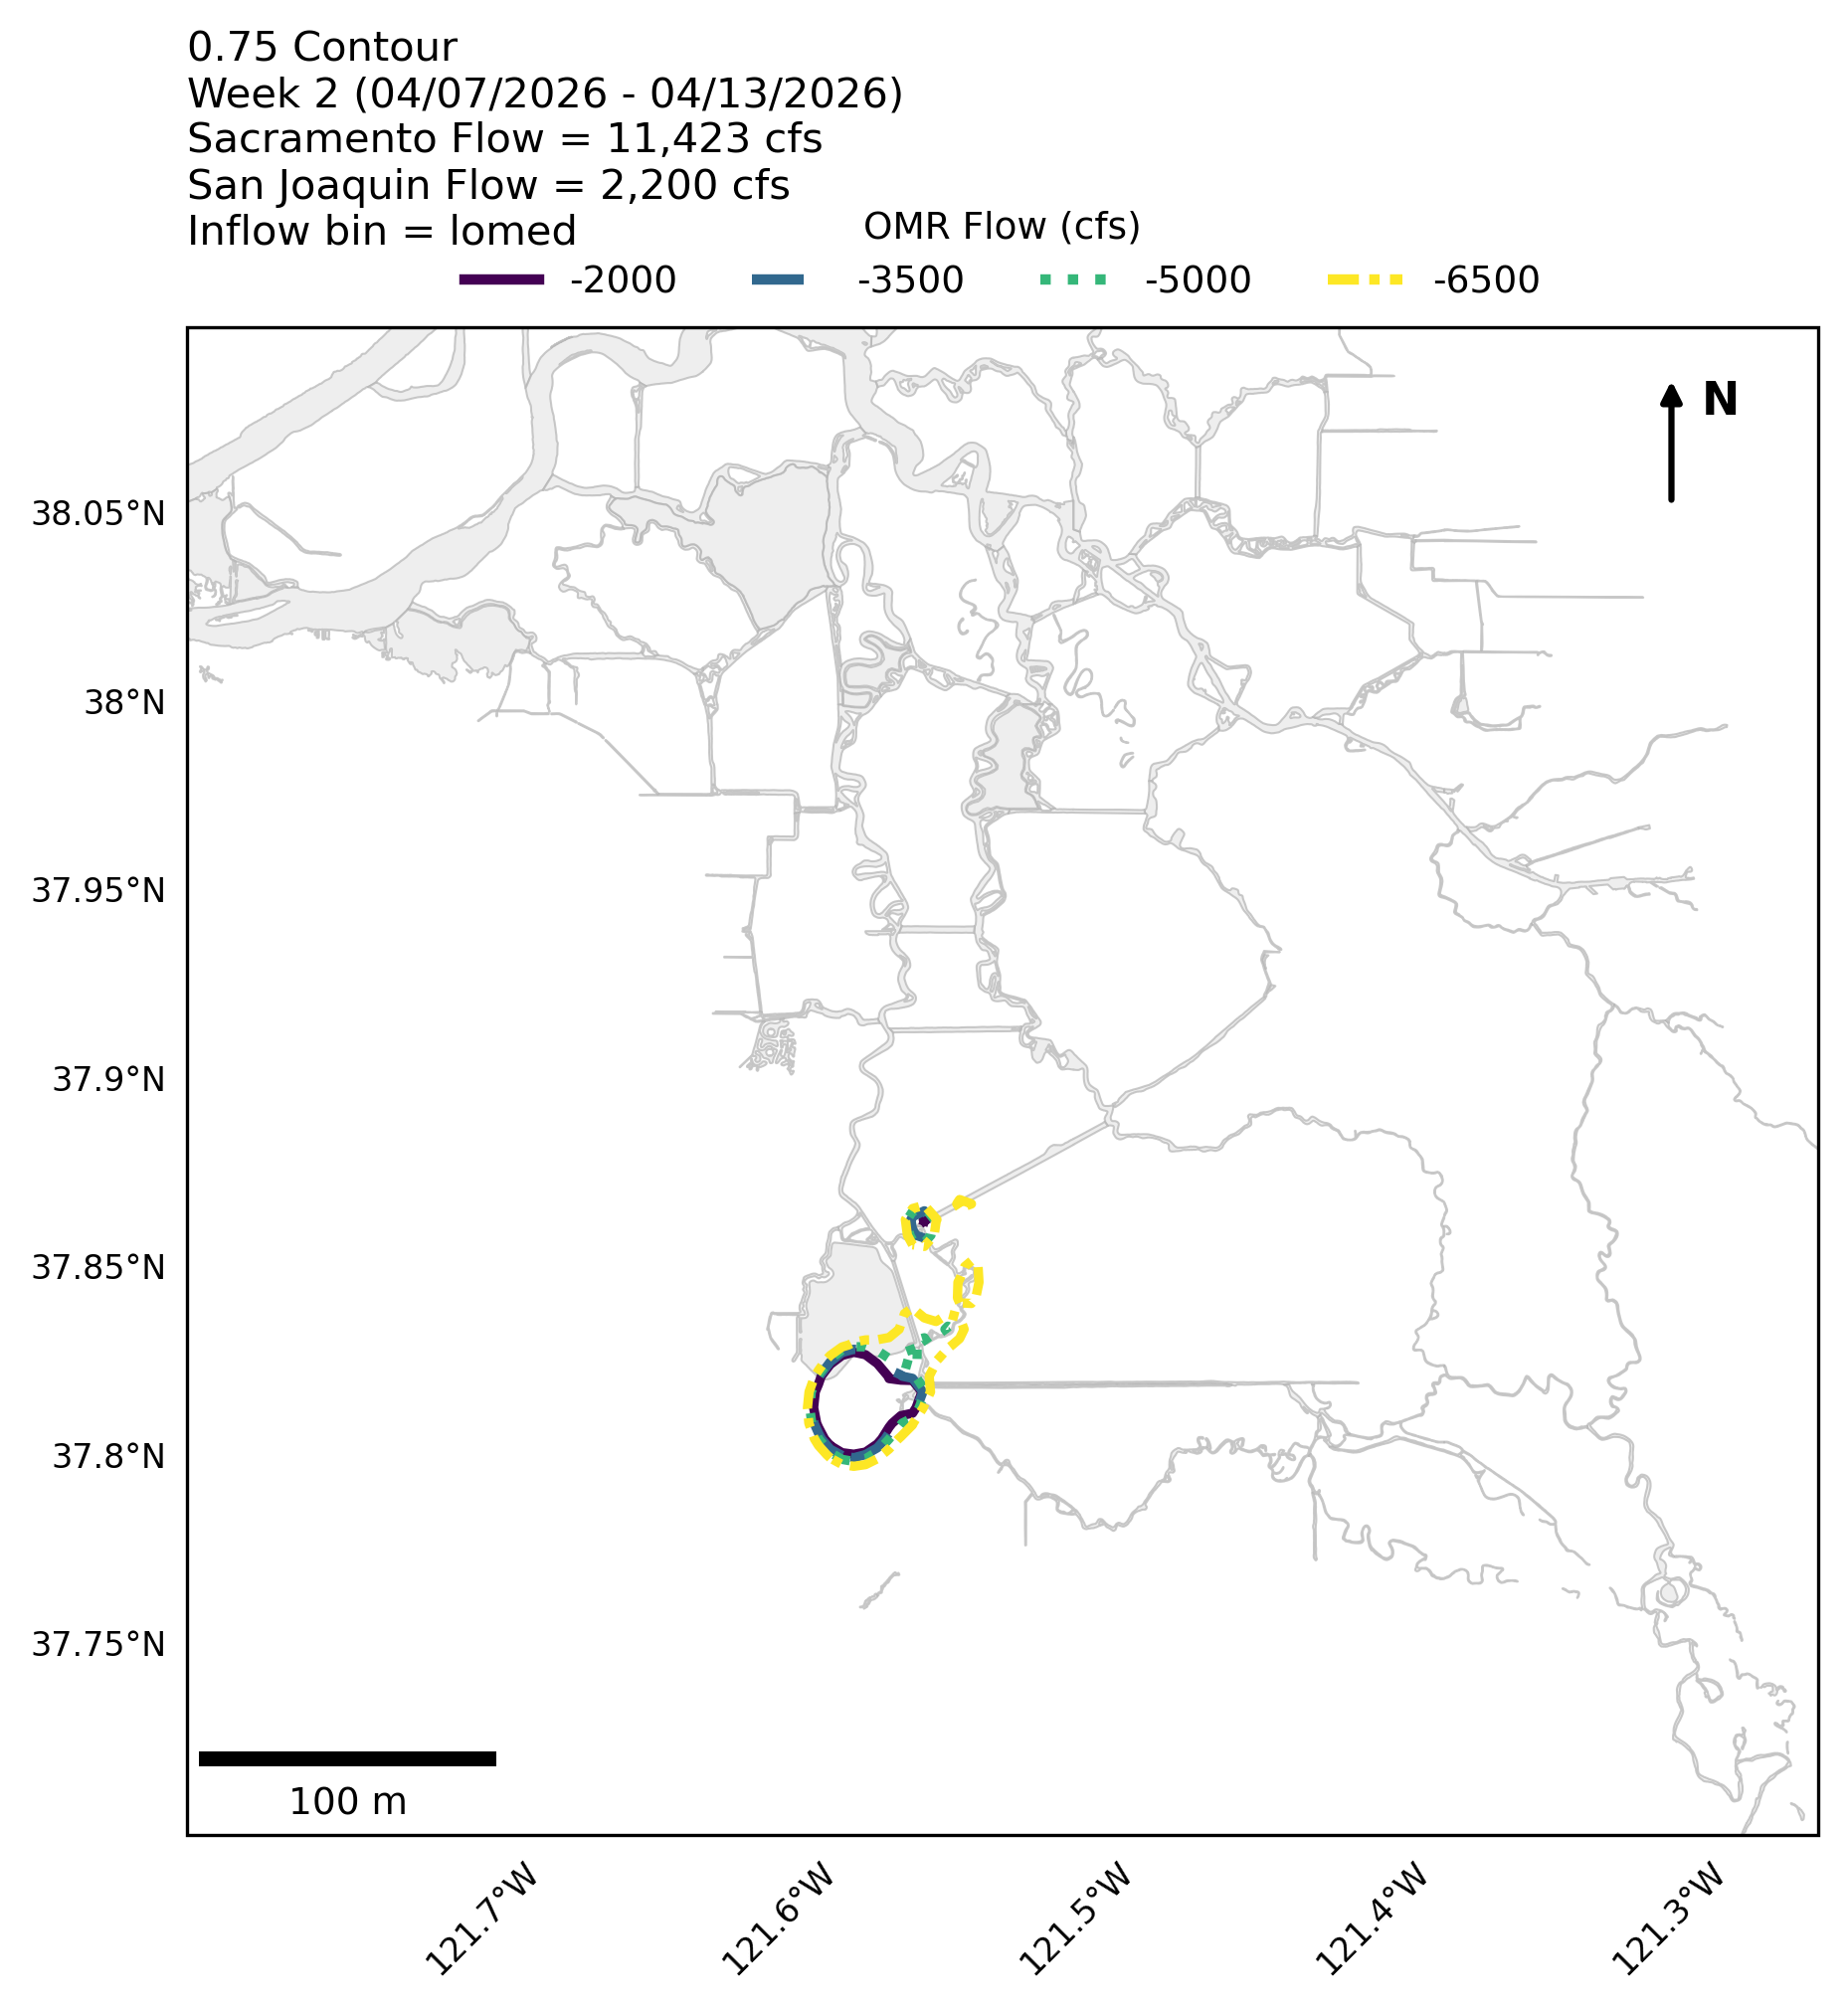 0.75 Contour
Week 2 (04/07/2026 - 04/13/2026)
Sacramento Flow = 11,423 cfs
San Joaquin Flow = 2,200 cfs
Inflow bin = lomed
OMR Flow (cfs)
-2000 -3500 -5000 -6500
N
38.05°N
38°N
37.95°N
37.9°N
37.85°N
37.8°N
37.75°N
100 m
121.7°W 121.6°W 121.5°W 121.4°W 121.3°W